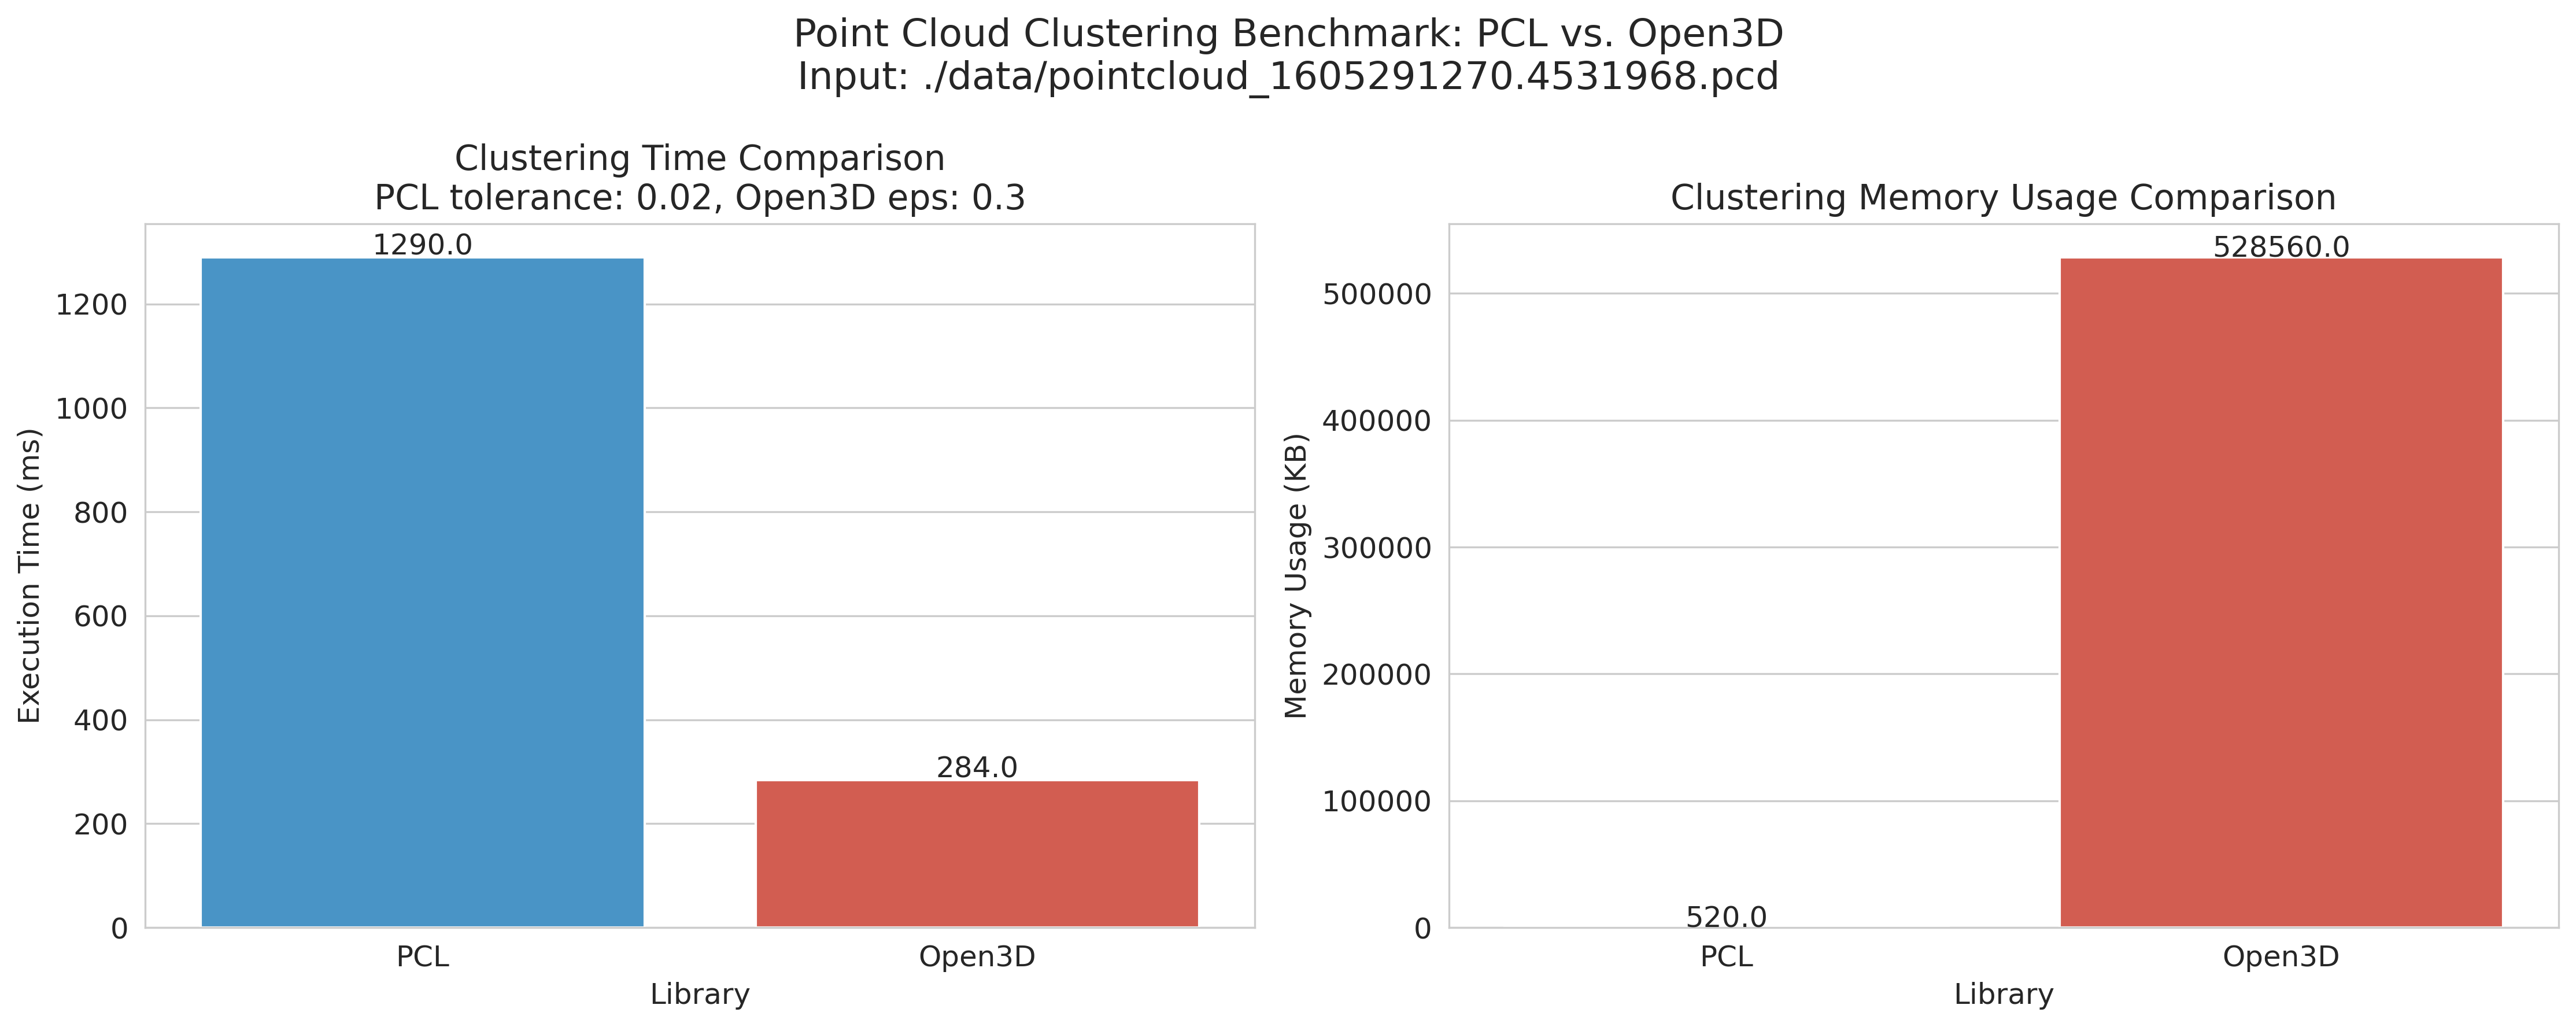 Point Cloud Clustering Benchmark: PCL vs. Open3D
Input: ./data/pointcloud_1605291270.4531968.pcd
Clustering Time Comparison
PCL tolerance: 0.02, Open3D eps: 0.3
1290.0
284.0
1200
1000
800
600
400
200
0
Execution Time (ms)
PCL
Open3D
Library
Clustering Memory Usage Comparison
528560.0
520.0
500000
400000
300000
200000
100000
0
Memory Usage (KB)
PCL
Open3D
Library